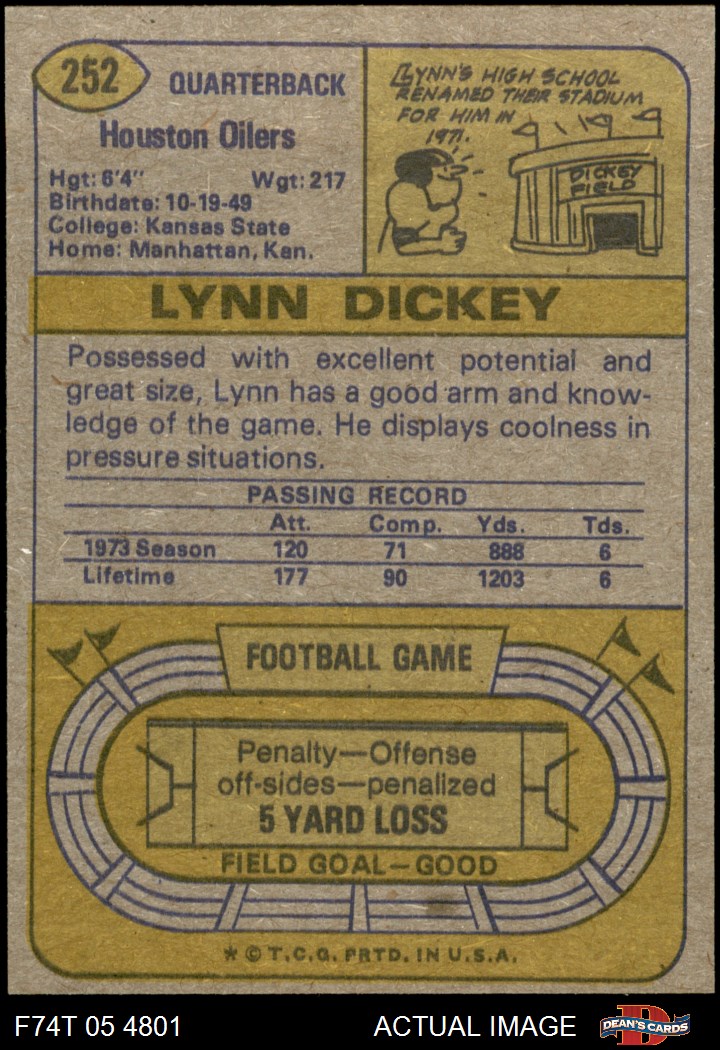 252
QUARTERBACK
Houston Oilers
Hgt: 6'4" Wgt: 217
Birthdate: 10-19-49
College: Kansas State
Home: Manhattan, Kan.
LYNN'S HIGH SCHOOL
RENAMED THEIR STADIUM
FOR HIM IN
1971.
DICKEY
FIELD
LYNN DICKEY
Possessed with excellent potential and
great size, Lynn has a good arm and know-
ledge of the game. He displays coolness in
pressure situations.
PASSING RECORD
Att. Comp. Yds. Tds.
1973 Season 120 71 888 6
Lifetime 177 90 1203 6
FOOTBALL GAME
Penalty—Offense
off-sides—penalized
5 YARD LOSS
FIELD GOAL—GOOD
* © T.C.G. PRTD. IN U.S.A.
F74T 05 4801 ACTUAL IMAGE
D
DEAN'S CARDS